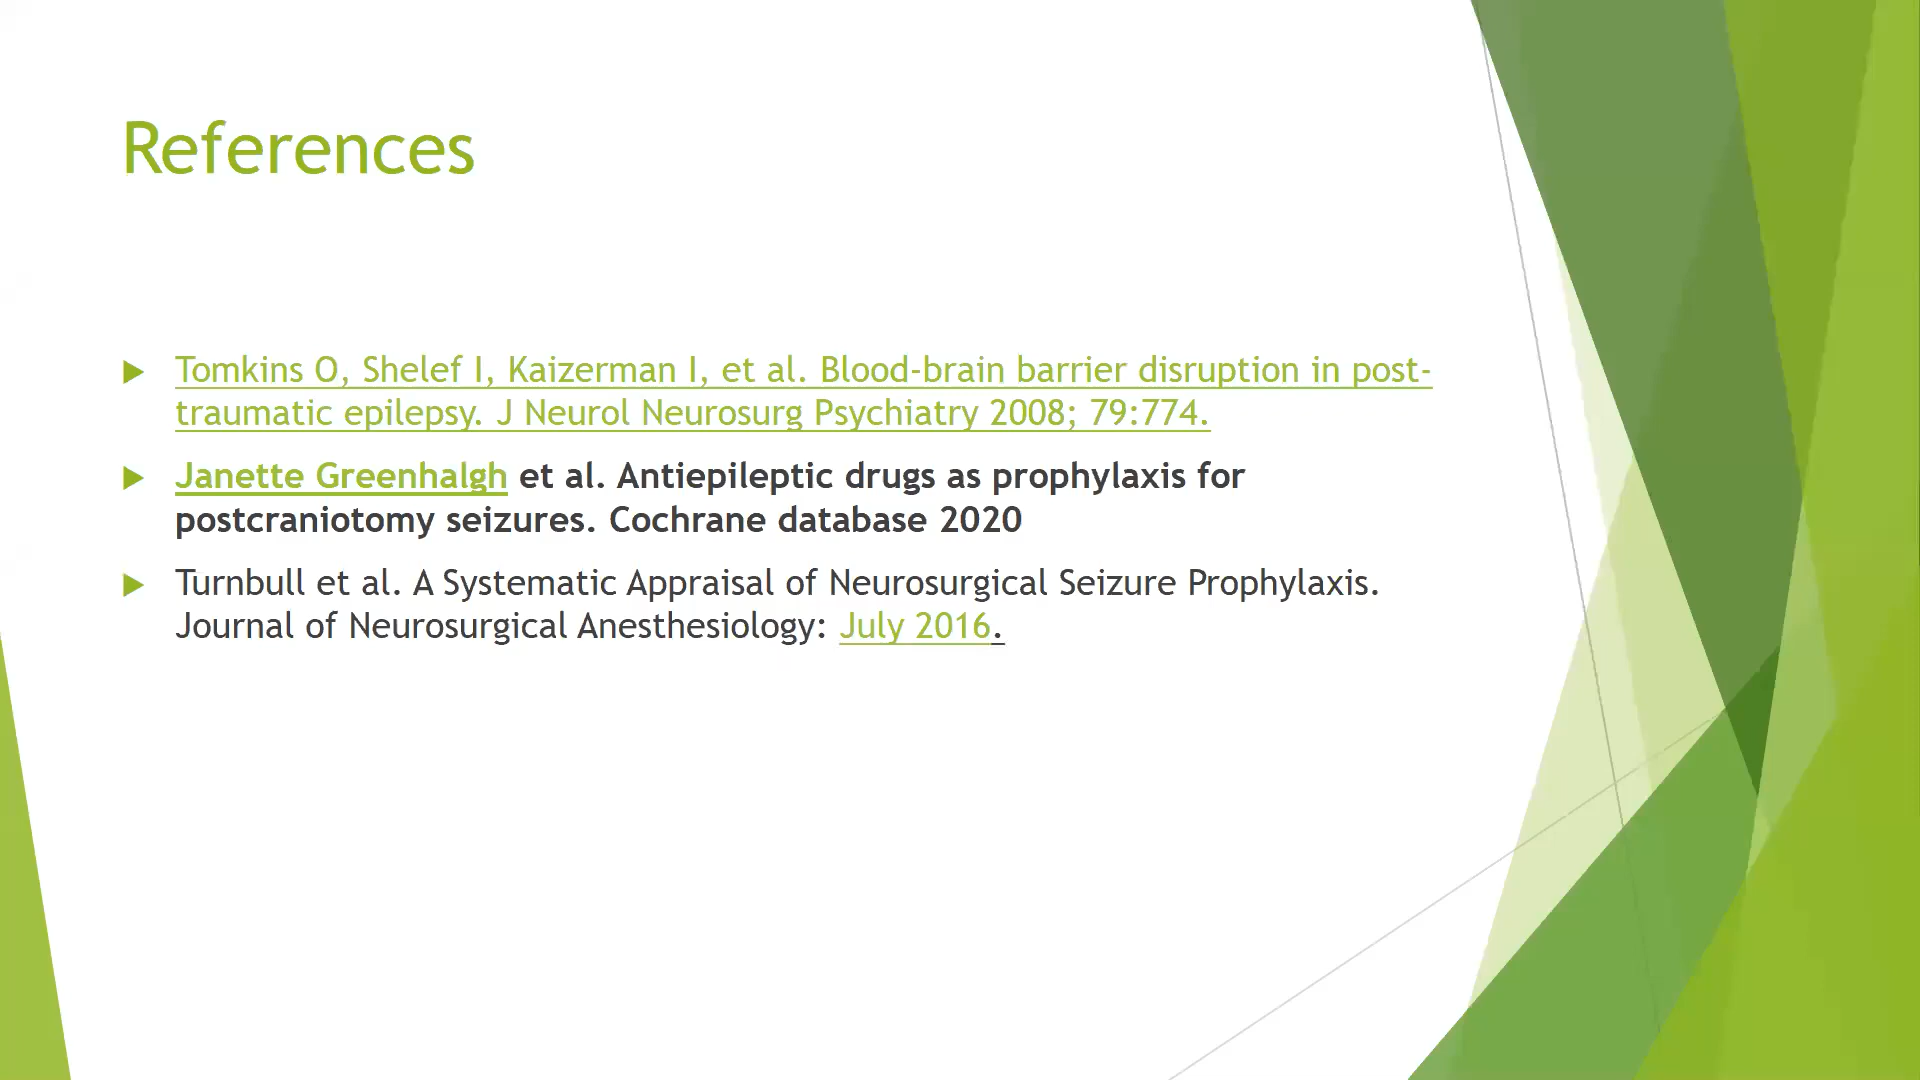 References
Tomkins O, Shelef I, Kaizerman I, et al. Blood-brain barrier disruption in post-
traumatic epilepsy. J Neurol Neurosurg Psychiatry 2008; 79:774.
Janette Greenhalgh et al. Antiepileptic drugs as prophylaxis for
postcraniotomy seizures. Cochrane database 2020
Turnbull et al. A Systematic Appraisal of Neurosurgical Seizure Prophylaxis.
Journal of Neurosurgical Anesthesiology: July 2016.